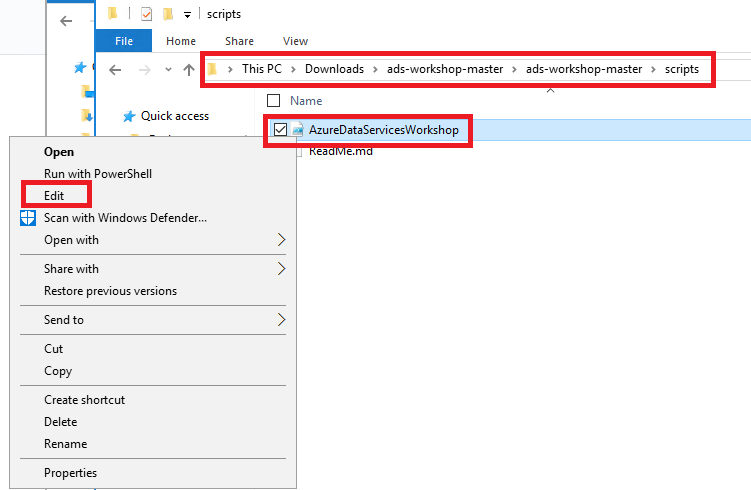 scripts
File Home Share View
This PC Downloads ads-workshop-master ads-workshop-master scripts
Name
Quick access
AzureDataServicesWorkshop
ReadMe.md
Open
Run with PowerShell
Edit
Scan with Windows Defender...
Open with
Share with
Restore previous versions
Send to
Cut
Copy
Create shortcut
Delete
Rename
Properties